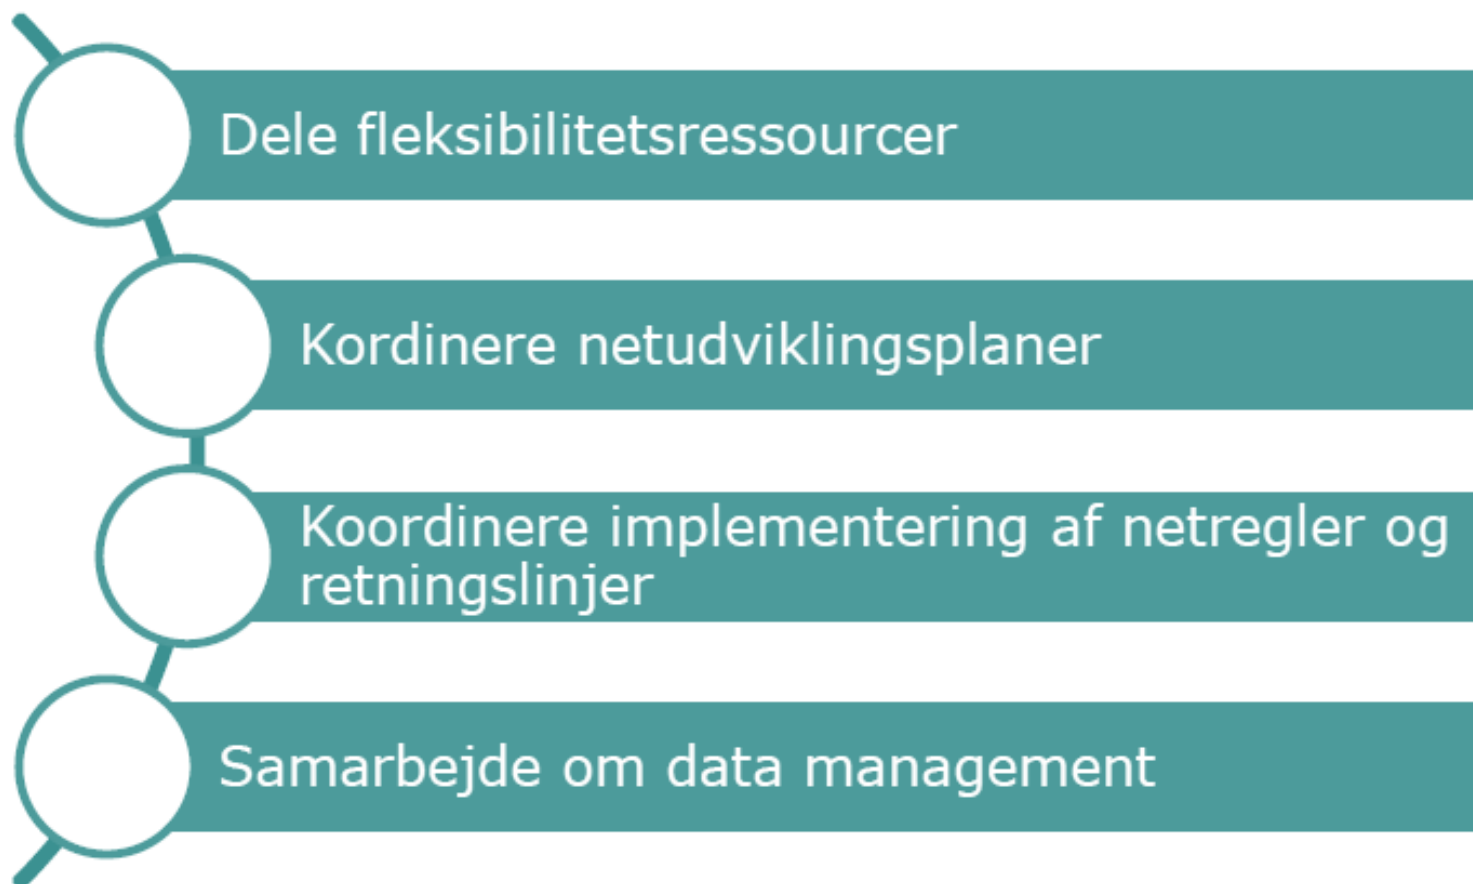 Dele fleksibilitetsressourcer
Kordinere netudviklingsplaner
Koordinere implementering af netregler og
retningslinjer
Samarbejde om data management